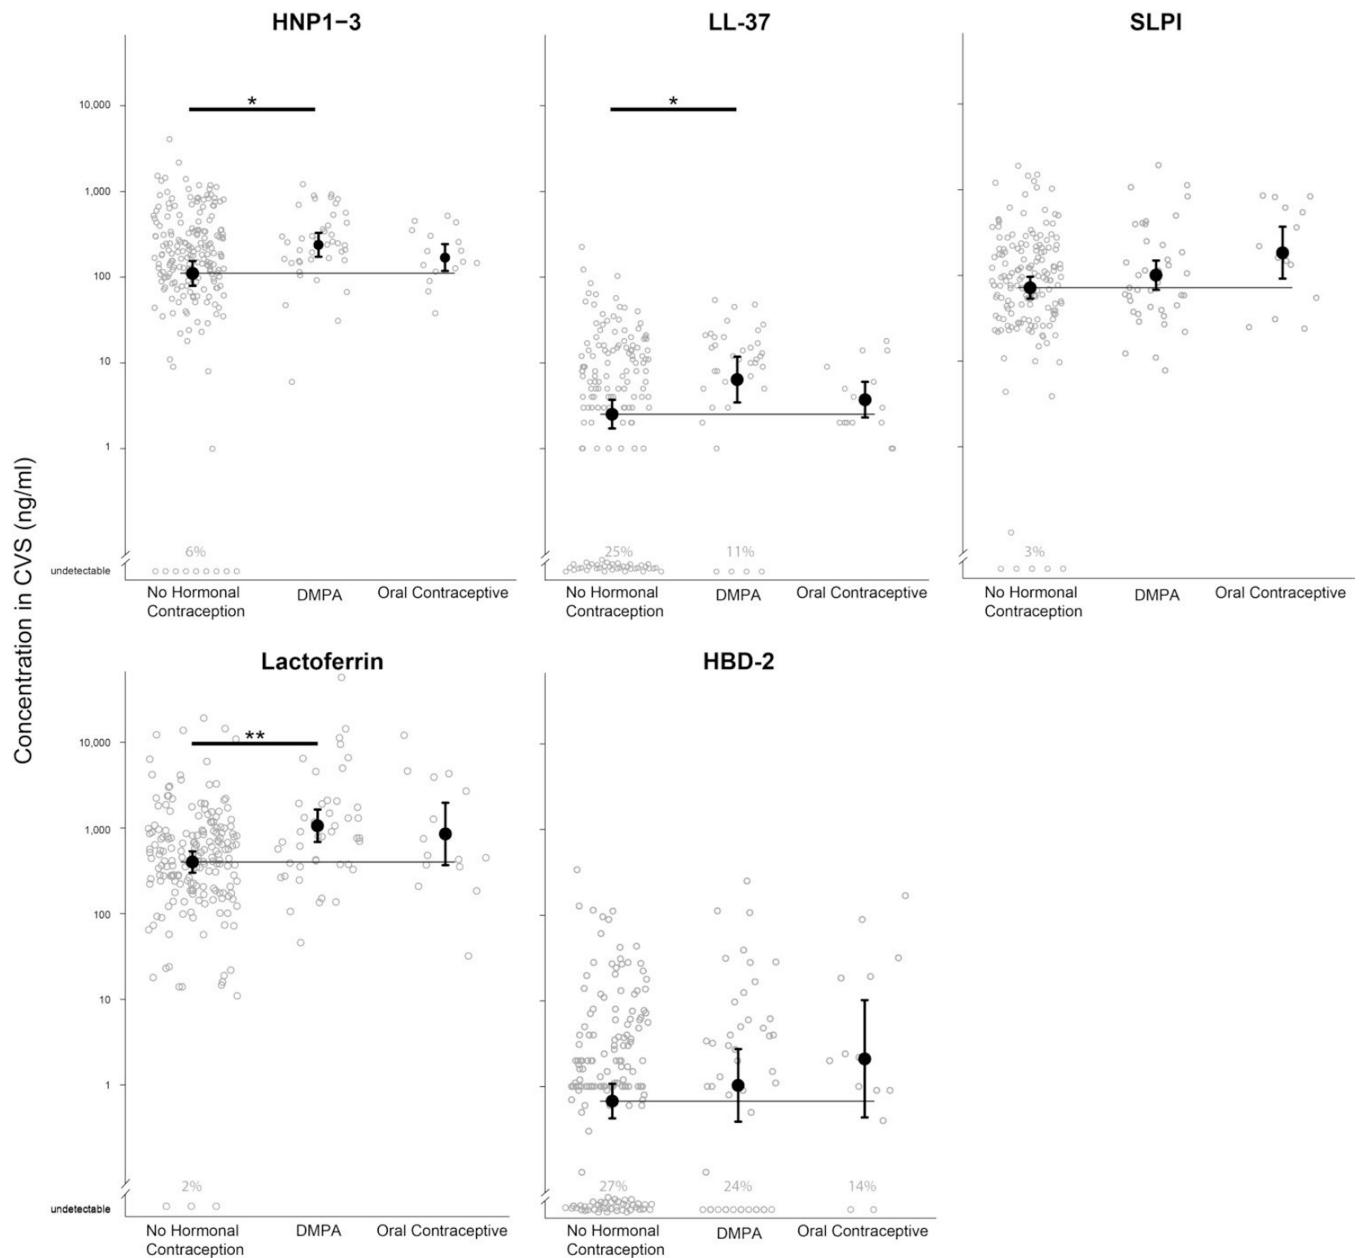 HNP1−3
LL-37
SLPI
*
*
10,000
1,000
100
10
1
undetectable
6%
25%
11%
3%
No Hormonal
Contraception
DMPA
Oral Contraceptive
No Hormonal
Contraception
DMPA
Oral Contraceptive
No Hormonal
Contraception
DMPA
Oral Contraceptive
Concentration in CVS (ng/ml)
Lactoferrin
HBD-2
**
10,000
1,000
100
10
1
undetectable
2%
27%
24%
14%
No Hormonal
Contraception
DMPA
Oral Contraceptive
No Hormonal
Contraception
DMPA
Oral Contraceptive